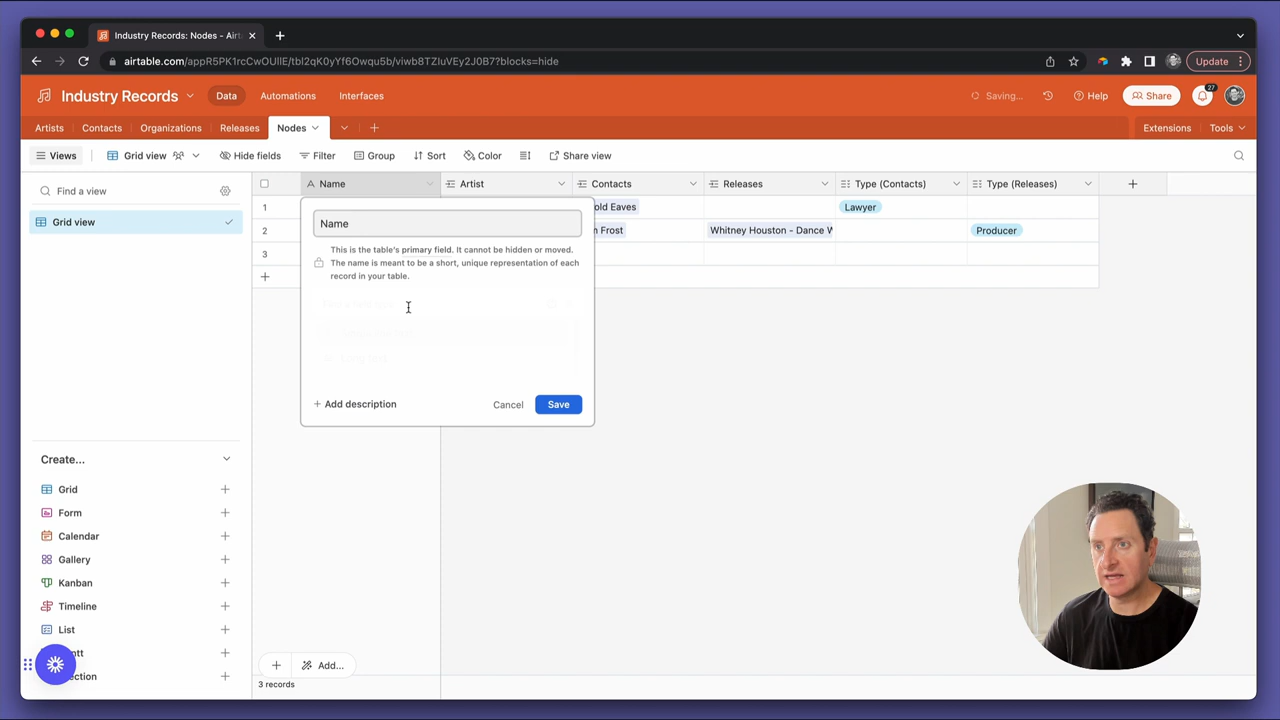 Industry Records: Nodes - Airt
airtable.com/appR5PK1rcCwOUIlE/tbl2qK0yYf6Owqu5b/viwb8TZIuVEy2J0B7?blocks=hide
Update
Industry Records
Data
Automations
Interfaces
Saving...
Help
Share
27
Artists
Contacts
Organizations
Releases
Nodes
Extensions
Tools
Views
Grid view
Hide fields
Filter
Group
Sort
Color
Share view
Find a view
Name
Artist
Contacts
Releases
Type (Contacts)
Type (Releases)
Grid view
1
old Eaves
Lawyer
2
n Frost
Whitney Houston - Dance W
Producer
3
Name
This is the table's primary field. It cannot be hidden or moved.
The name is meant to be a short, unique representation of each
record in your table.
Add description
Cancel
Save
Create...
Grid
Form
Calendar
Gallery
Kanban
Timeline
List
ntt
ection
Add...
3 records